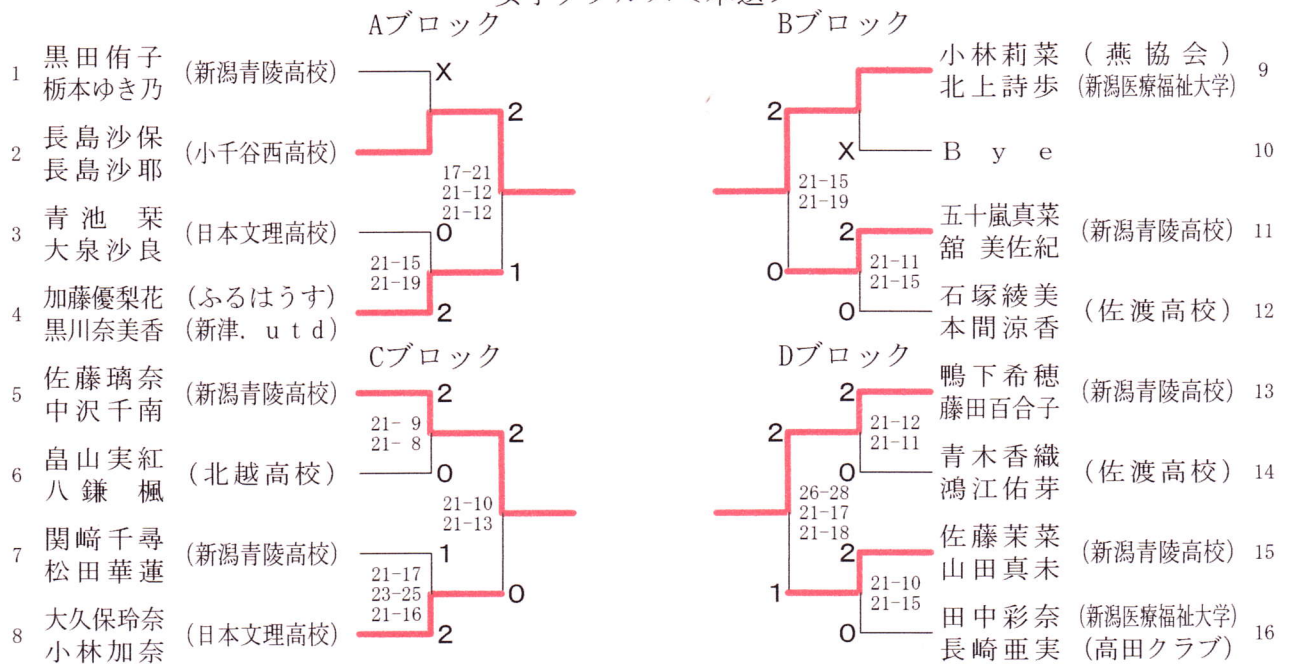 Aブロック
1 黒田侑子 (新潟青陵高校) X
栃本ゆき乃
2
2 長島沙保 (小千谷西高校)
長島沙耶
17-21
21-12
21-12
3 青池 栞 (日本文理高校) 0
大泉沙良
21-15
21-19
1
4 加藤優梨花 (ふるはうす) 2
黒川奈美香 (新津.utd)
Bブロック
小林莉菜 (燕協会) 9
北上詩歩 (新潟医療福祉大学)
2
X Bye 10
21-15
21-19
2 五十嵐真菜 (新潟青陵高校) 11
舘 美佐紀
0
21-11
21-15
0 石塚綾美 (佐渡高校) 12
本間涼香
Cブロック
5 佐藤璃奈 (新潟青陵高校) 2
中沢千南
21- 9
21- 8
2
6 畠山実紅 (北越高校) 0
八鎌 楓
21-10
21-13
7 関﨑千尋 (新潟青陵高校) 1
松田華蓮
21-17
23-25
21-16
0
8 大久保玲奈 (日本文理高校) 2
小林加奈
Dブロック
2 鴨下希穂 (新潟青陵高校) 13
藤田百合子
21-12
21-11
2
0 青木香織 (佐渡高校) 14
鴻江佑芽
26-28
21-17
21-18
2 佐藤茉菜 (新潟青陵高校) 15
山田真未
21-10
21-15
1
0 田中彩奈 (新潟医療福祉大学) 16
長崎亜実 (高田クラブ)